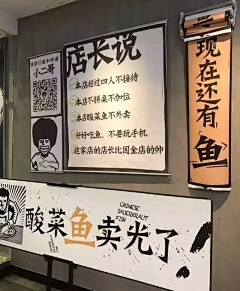 小二哥
店长说
本店超过四人不接待
本店不拼桌不加位
本店酸菜鱼不外卖
好好吃鱼，不要玩手机
这家店的店长比同全店的帅
现在还有
鱼
CHINESE
SAUERKRAUT
FISH
酸菜鱼卖光了！